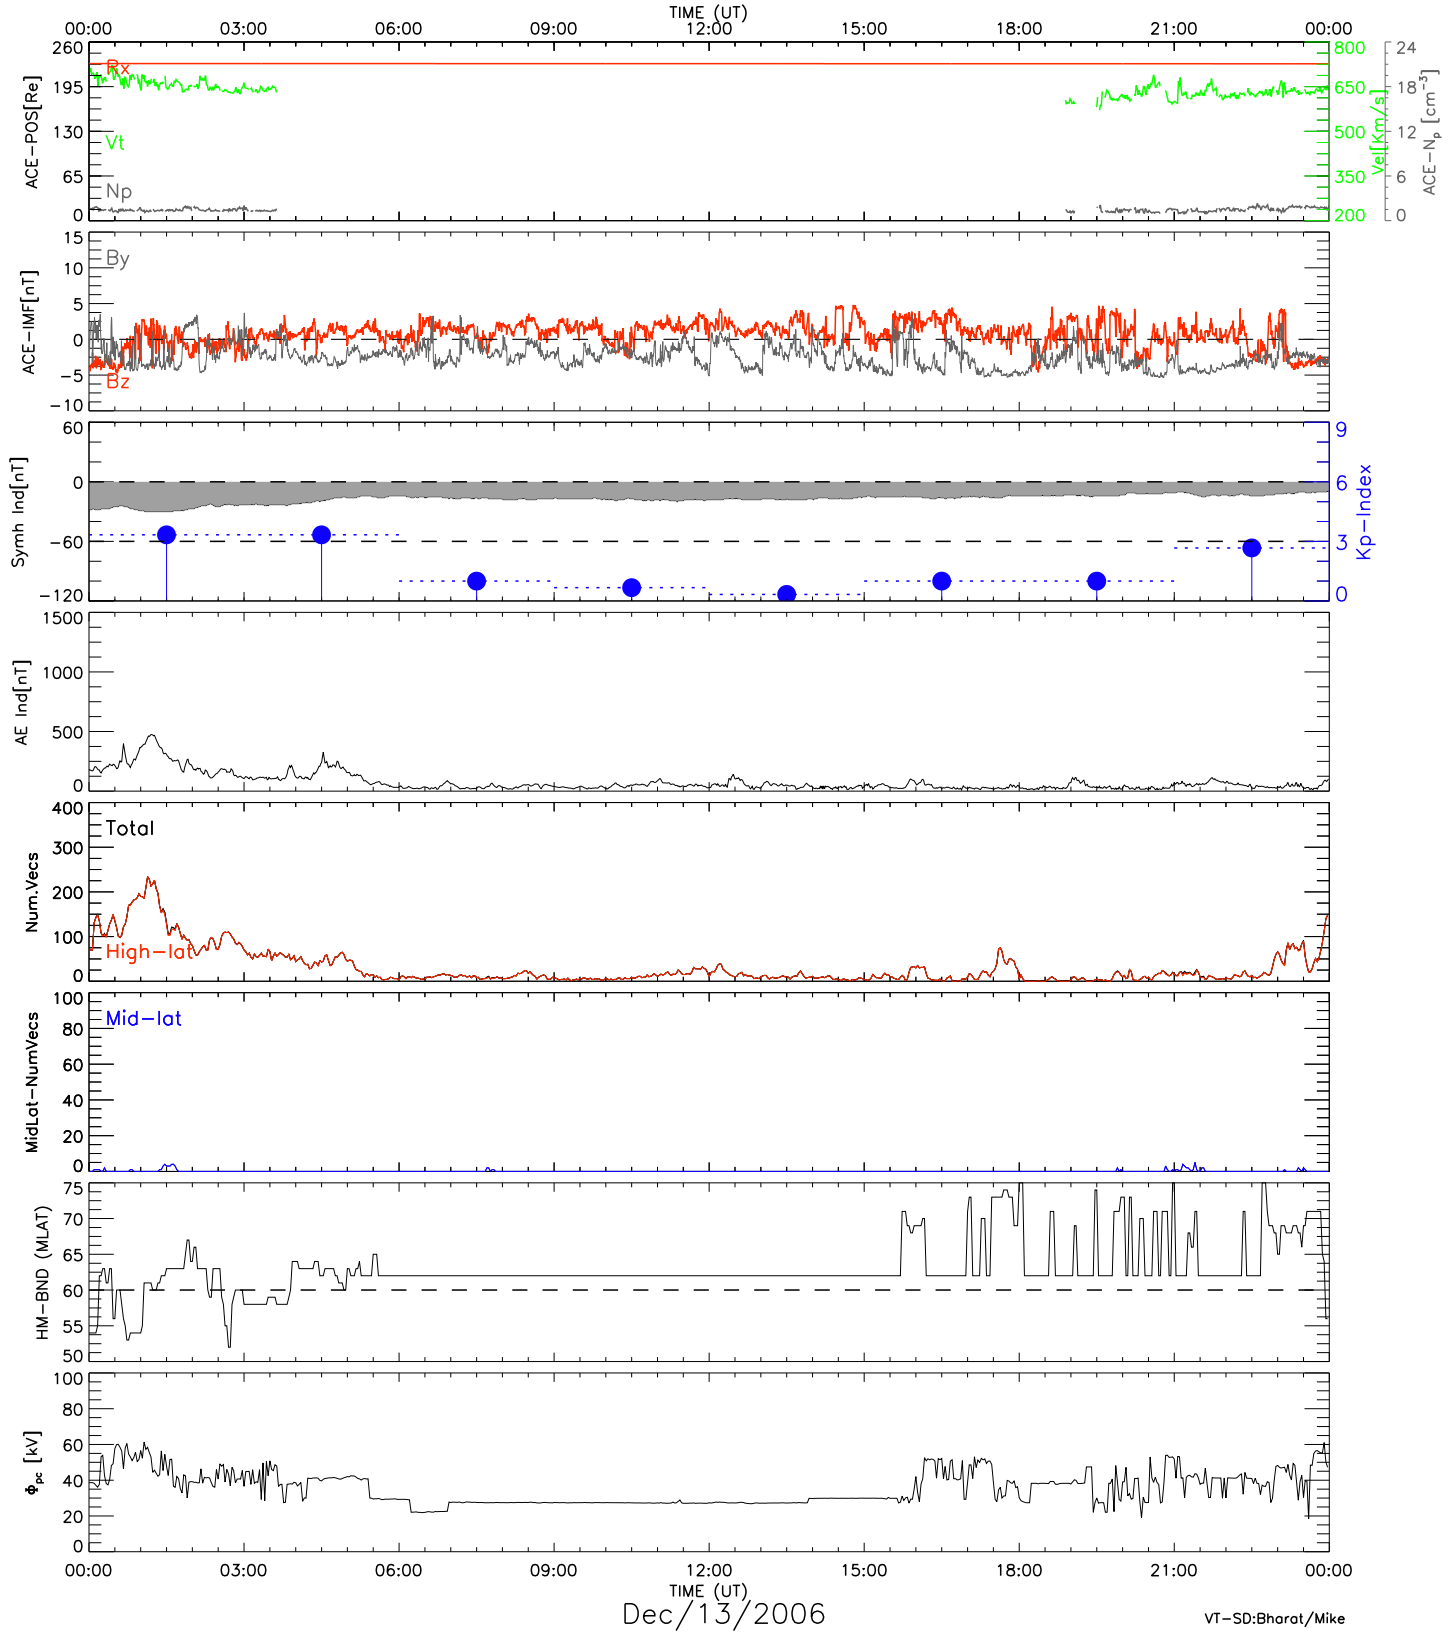 TIME (UT)
00:00 03:00 06:00 09:00 12:00 15:00 18:00 21:00 00:00
ACE-POS[Re]
260
195
130
65
0
Rx
Vt
Np
800
650
500
350
200
Vel[Km/s]
24
18
12
6
0
ACE-Np [cm-3]
ACE-IMF[nT]
15
10
5
0
-5
-10
By
Bz
Symh Ind[nT]
60
0
-60
-120
9
6
3
0
Kp-Index
AE Ind[nT]
1500
1000
500
0
Num.Vecs
400
300
200
100
0
Total
High-lat
MidLat-NumVecs
100
80
60
40
20
0
Mid-lat
HM-BND (MLAT)
75
70
65
60
55
50
Φpc [kV]
100
80
60
40
20
0
00:00 03:00 06:00 09:00 12:00 15:00 18:00 21:00 00:00
TIME (UT)
Dec/13/2006
VT-SD:Bharat/Mike